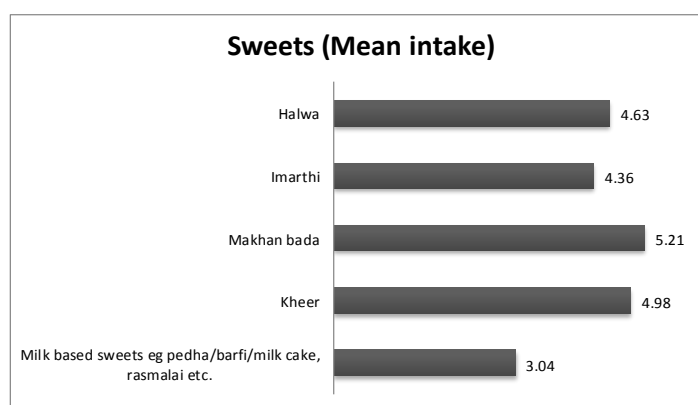 Sweets (Mean intake)
Halwa
4.63
Imarthi
4.36
Makhan bada
5.21
Kheer
4.98
Milk based sweets eg pedha/barfi/milk cake,
rasmalai etc.
3.04